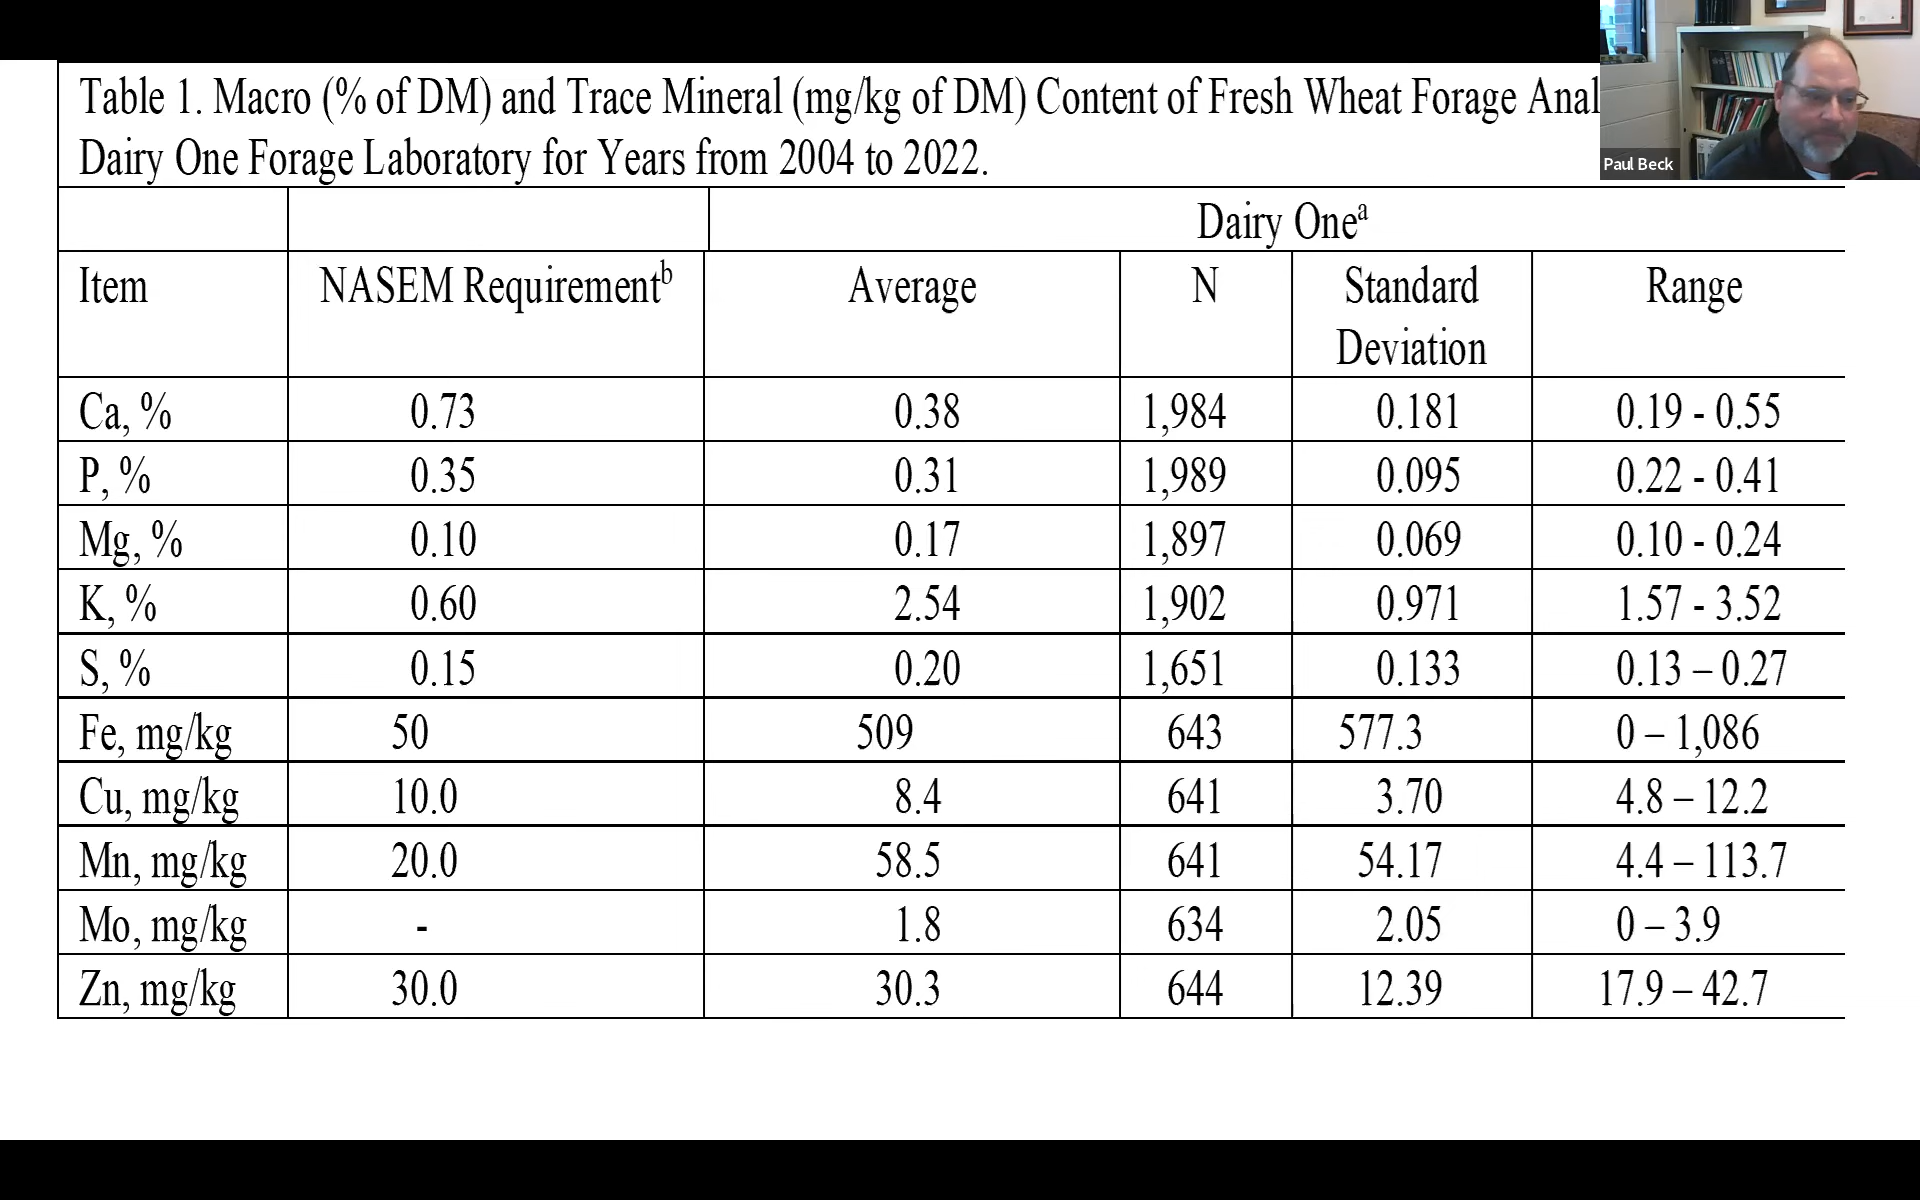 Table 1. Macro (% of DM) and Trace Mineral (mg/kg of DM) Content of Fresh Wheat Forage
Dairy One Forage Laboratory for Years from 2004 to 2022.
Paul Beck
Dairy Oneᵃ
Item NASEM Requirementᵇ Average N Standard Deviation Range
Ca, % 0.73 0.38 1,984 0.181 0.19 - 0.55
P, % 0.35 0.31 1,989 0.095 0.22 - 0.41
Mg, % 0.10 0.17 1,897 0.069 0.10 - 0.24
K, % 0.60 2.54 1,902 0.971 1.57 - 3.52
S, % 0.15 0.20 1,651 0.133 0.13 – 0.27
Fe, mg/kg 50 509 643 577.3 0 – 1,086
Cu, mg/kg 10.0 8.4 641 3.70 4.8 – 12.2
Mn, mg/kg 20.0 58.5 641 54.17 4.4 – 113.7
Mo, mg/kg - 1.8 634 2.05 0 – 3.9
Zn, mg/kg 30.0 30.3 644 12.39 17.9 – 42.7